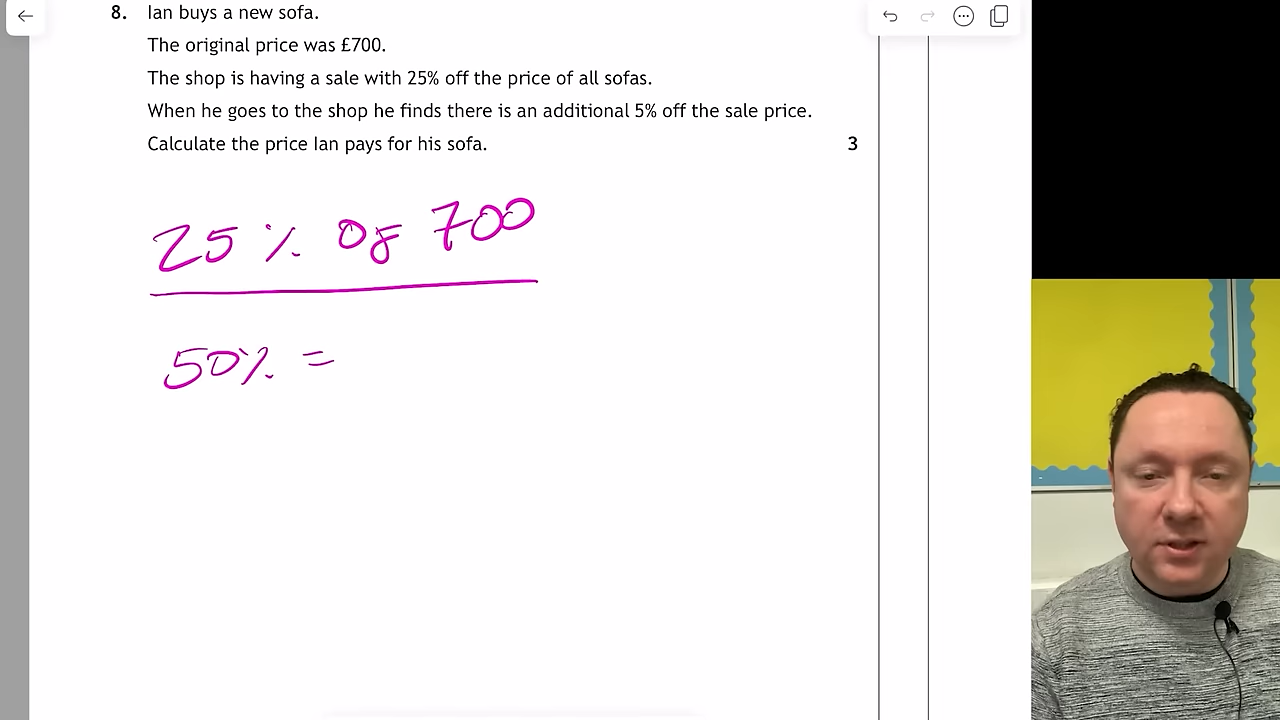 8. Ian buys a new sofa.
The original price was £700.
The shop is having a sale with 25% off the price of all sofas.
When he goes to the shop he finds there is an additional 5% off the sale price.
Calculate the price Ian pays for his sofa. 3
25% of 700
50% =